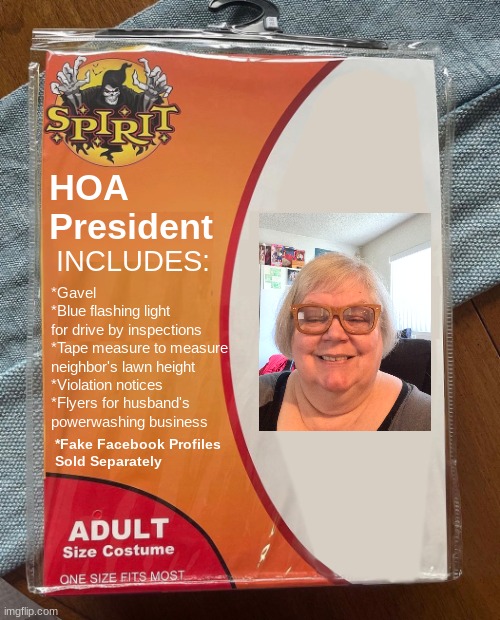 SPIRIT
HOA
President
INCLUDES:
*Gavel
*Blue flashing light
for drive by inspections
*Tape measure to measure
neighbor's lawn height
*Violation notices
*Flyers for husband's
powerwashing business
*Fake Facebook Profiles
Sold Separately
ADULT
Size Costume
ONE SIZE FITS MOST
imgflip.com